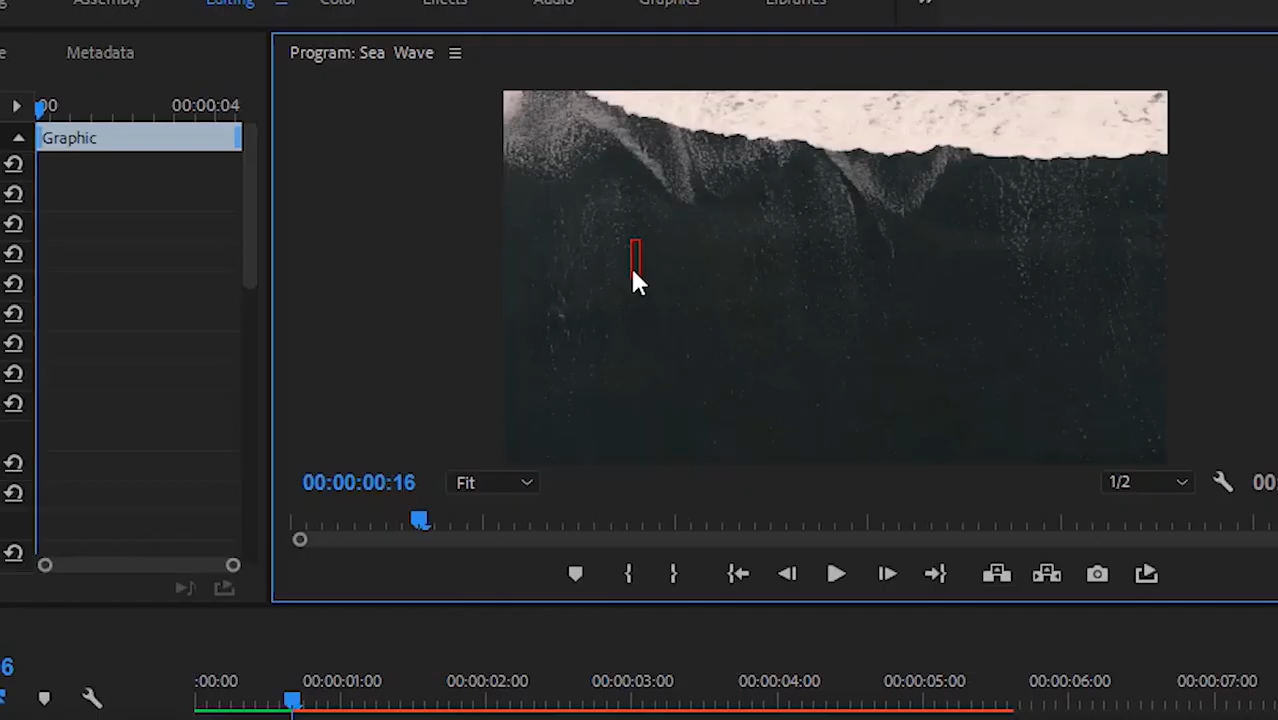 Assembly
Editing
Color
Effects
Audio
Graphics
Libraries
Metadata
Program: Sea Wave
00:00:04
Graphic
00:00:00:16
Fit
1/2
:00:00
00:00:01:00
00:00:02:00
00:00:03:00
00:00:04:00
00:00:05:00
00:00:06:00
00:00:07:00